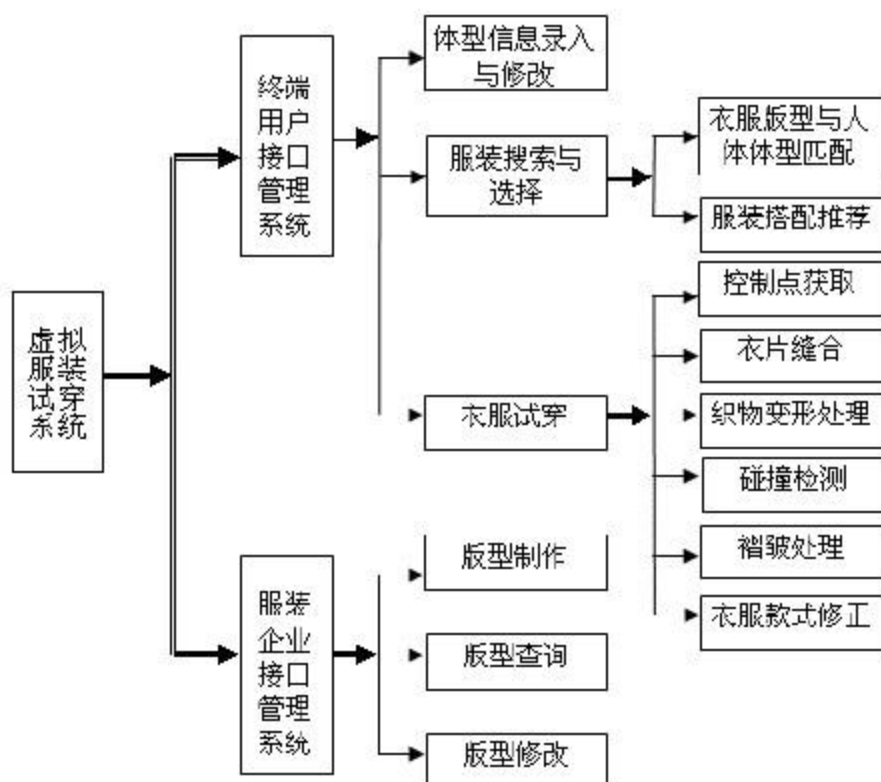 虚拟
服装
试穿
系统
终端
用户
接口
管理
系统
体型信息录入
与修改
服装搜索与
选择
衣服版型与人
体体型匹配
服装搭配推荐
衣服试穿
控制点获取
衣片缝合
织物变形处理
碰撞检测
褶皱处理
衣服款式修正
服装
企业
接口
管理
系统
版型制作
版型查询
版型修改